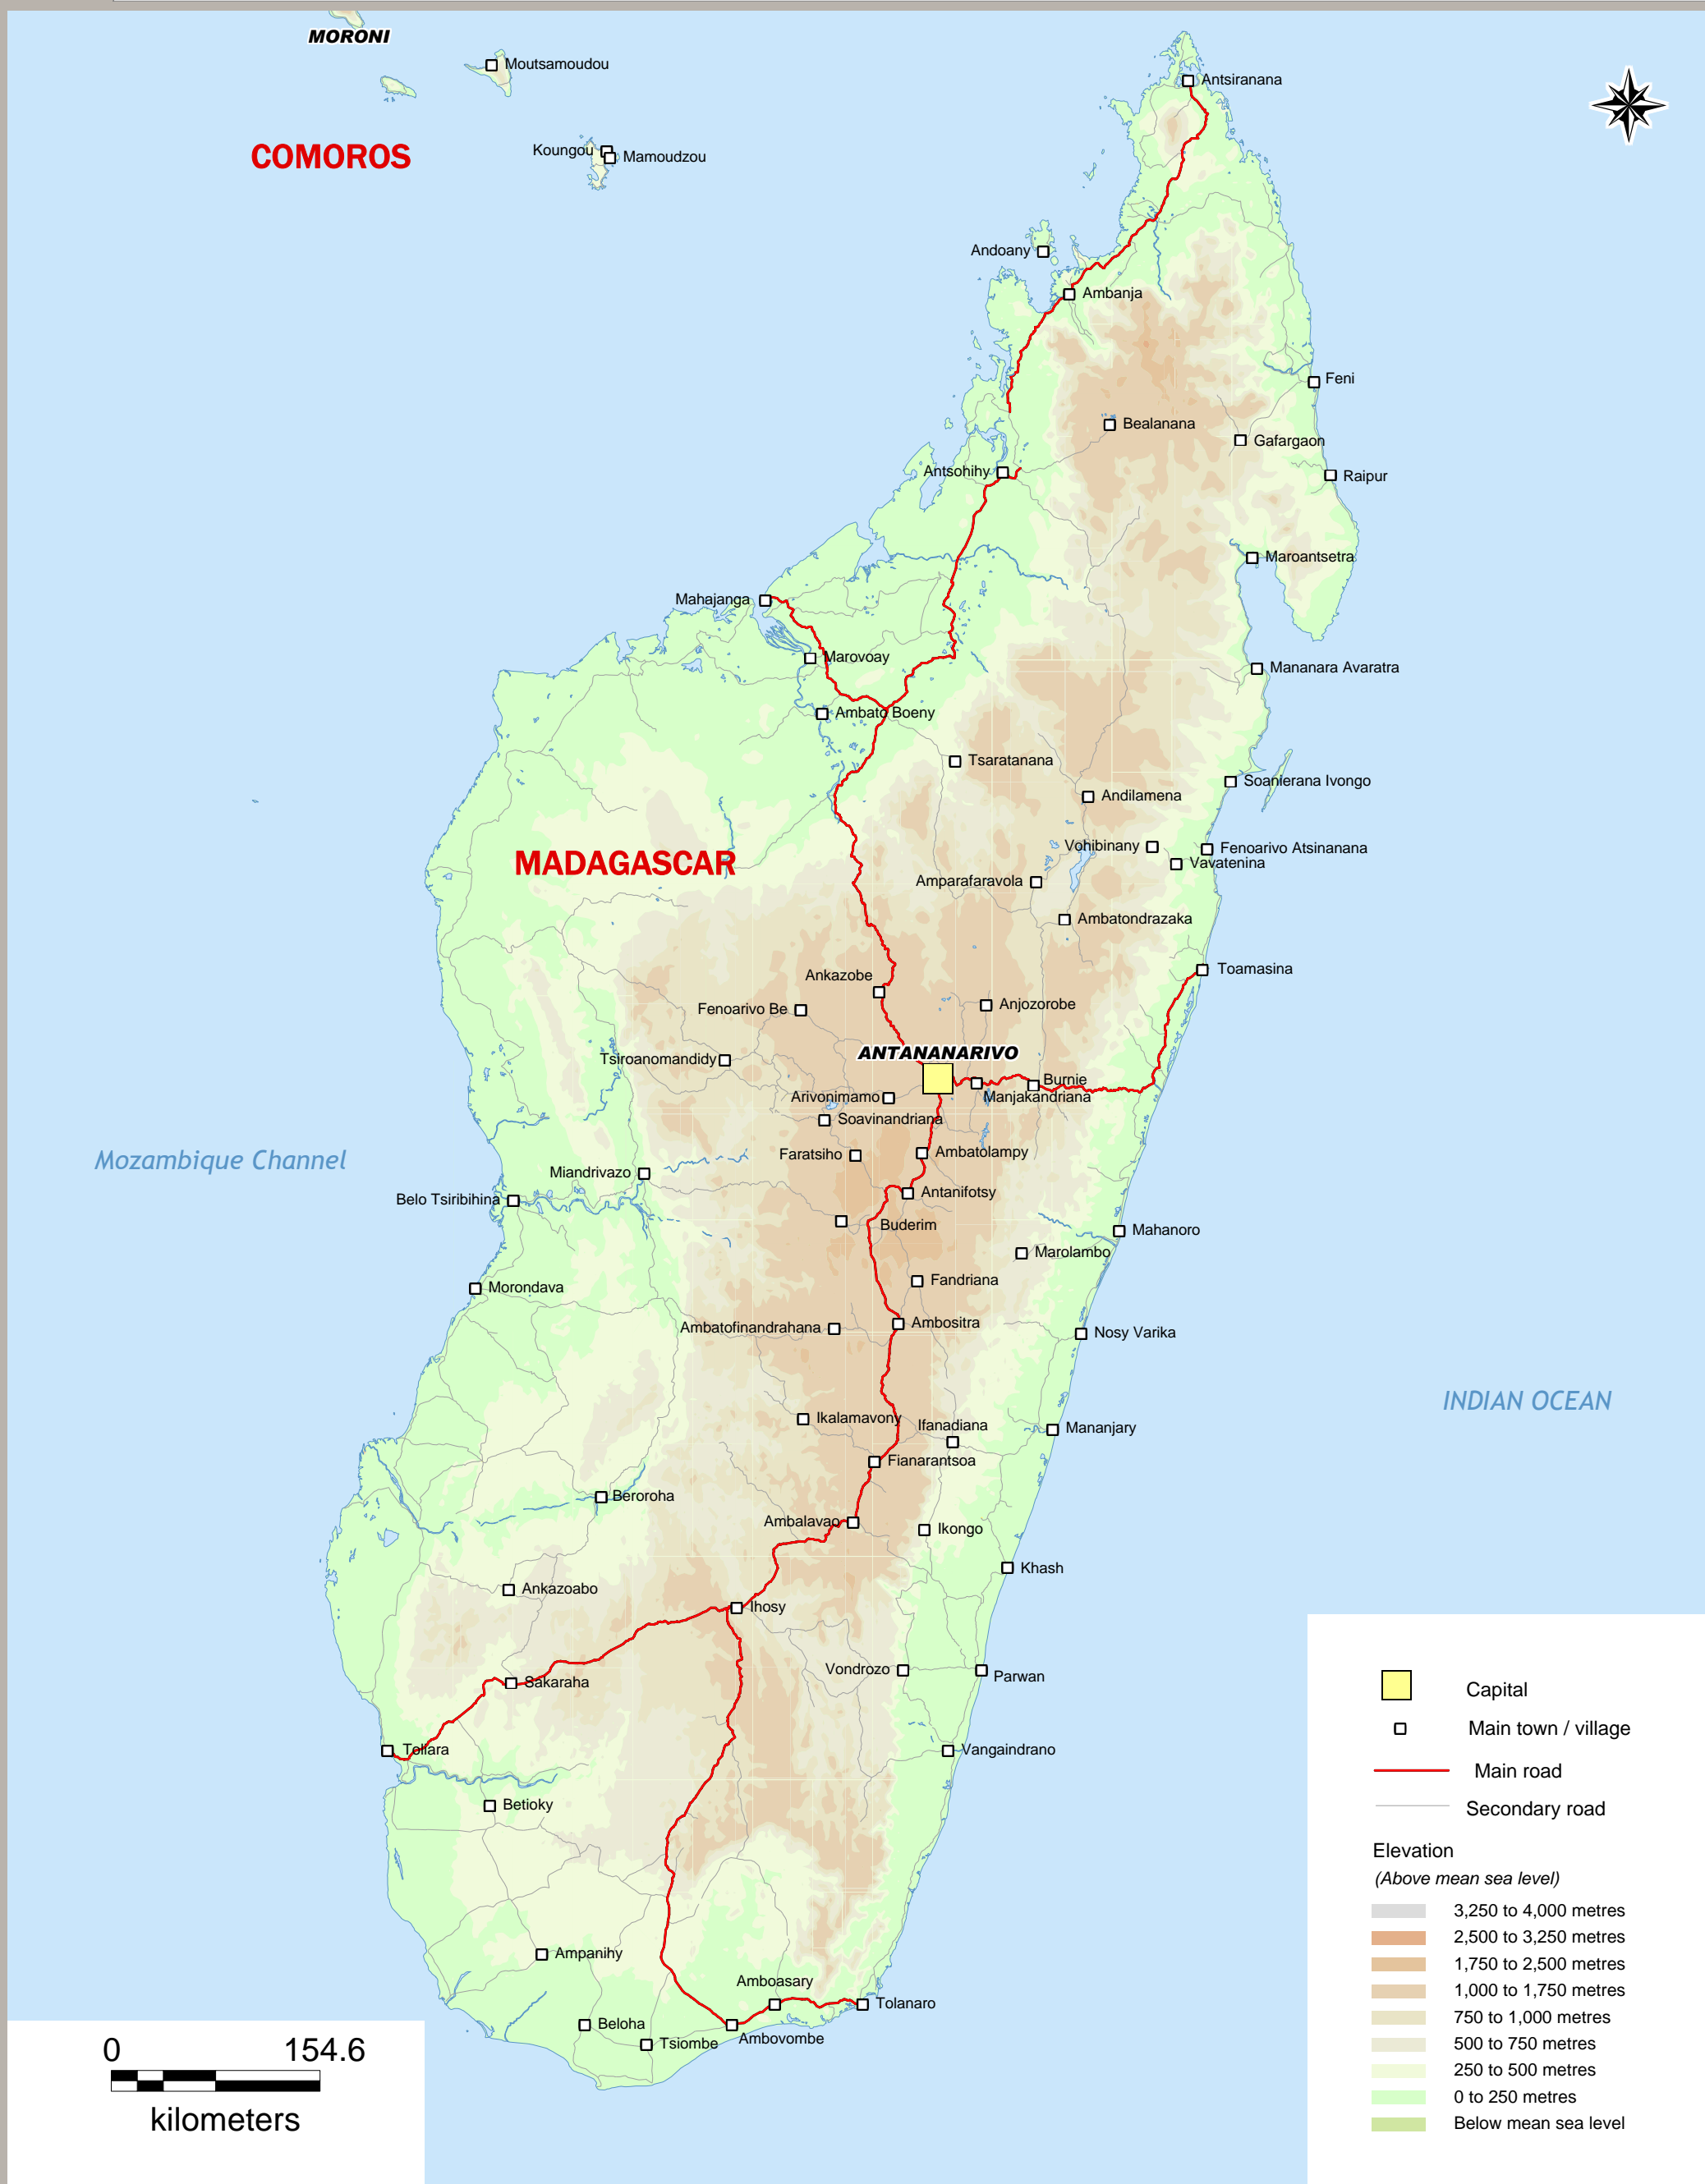 MORONI
Moutsamoudou
Antsiranana
COMOROS
Koungou
Mamoudzou
Andoany
Ambanja
Feni
Bealanana
Gafargaon
Antsohihy
Raipur
Maroantsetra
Mahajanga
Marovoay
Mananara Avaratra
Ambato Boeny
Tsaratanana
Soanierana Ivongo
Andilamena
Vohibinany
Fenoarivo Atsinanana
MADAGASCAR
Vavatenina
Amparafaravola
Ambatondrazaka
Toamasina
Ankazobe
Anjozorobe
Fenoarivo Be
ANTANANARIVO
Tsiroanomandidy
Burnie
Arivonimamo
Manjakandriana
Soavinandriana
Mozambique Channel
Faratsiho
Ambatolampy
Miandrivazo
Antanifotsy
Belo Tsiribihina
Buderim
Mahanoro
Marolambo
Fandriana
Morondava
Ambositra
Ambatofinandrahana
Nosy Varika
INDIAN OCEAN
Ikalamavony
Ifanadiana
Mananjary
Fianarantsoa
Beroroha
Ambalavao
Ikongo
Khash
Ankazoabo
Ihosy
Vondrozo
Parwan
Sakaraha
Toliara
Vangaindrano
Betioky
Ampanihy
Amboasary
Tolanaro
Beloha
Ambovombe
Tsiombe
Capital
Main town / village
Main road
Secondary road
Elevation
(Above mean sea level)
3,250 to 4,000 metres
2,500 to 3,250 metres
1,750 to 2,500 metres
1,000 to 1,750 metres
750 to 1,000 metres
500 to 750 metres
250 to 500 metres
0 to 250 metres
Below mean sea level
0 154.6
kilometers